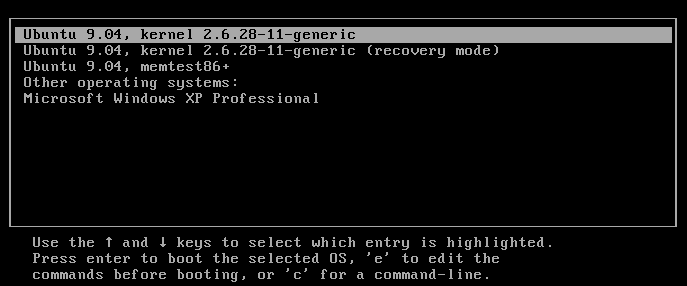 Ubuntu 9.04, kernel 2.6.28-11-generic
Ubuntu 9.04, kernel 2.6.28-11-generic (recovery mode)
Ubuntu 9.04, memtest86+
Other operating systems:
Microsoft Windows XP Professional
Use the ↑ and ↓ keys to select which entry is highlighted.
Press enter to boot the selected OS, 'e' to edit the
commands before booting, or 'c' for a command-line.